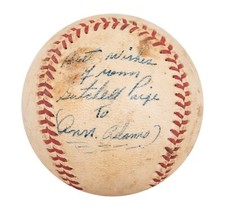 Best wishes
from
Satchell Paige
to
Ann Adams